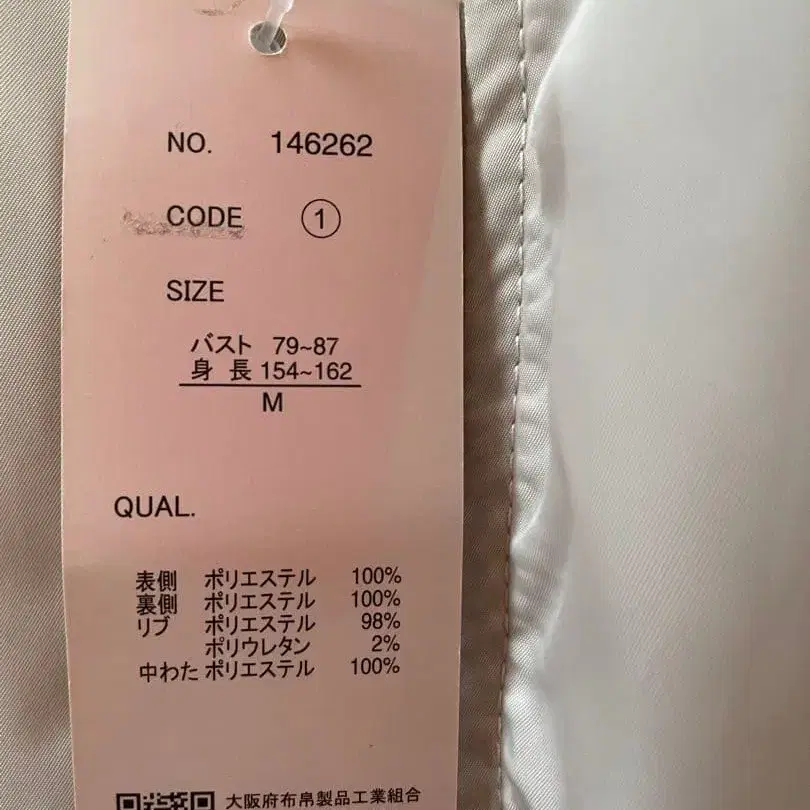 NO. 146262
CODE ①
SIZE
バスト 79~87
身 長 154~162
M
QUAL.
表側 ポリエステル 100%
裏側 ポリエステル 100%
リブ ポリエステル 98%
ポリウレタン 2%
中わた ポリエステル 100%
大阪府布帛製品工業組合